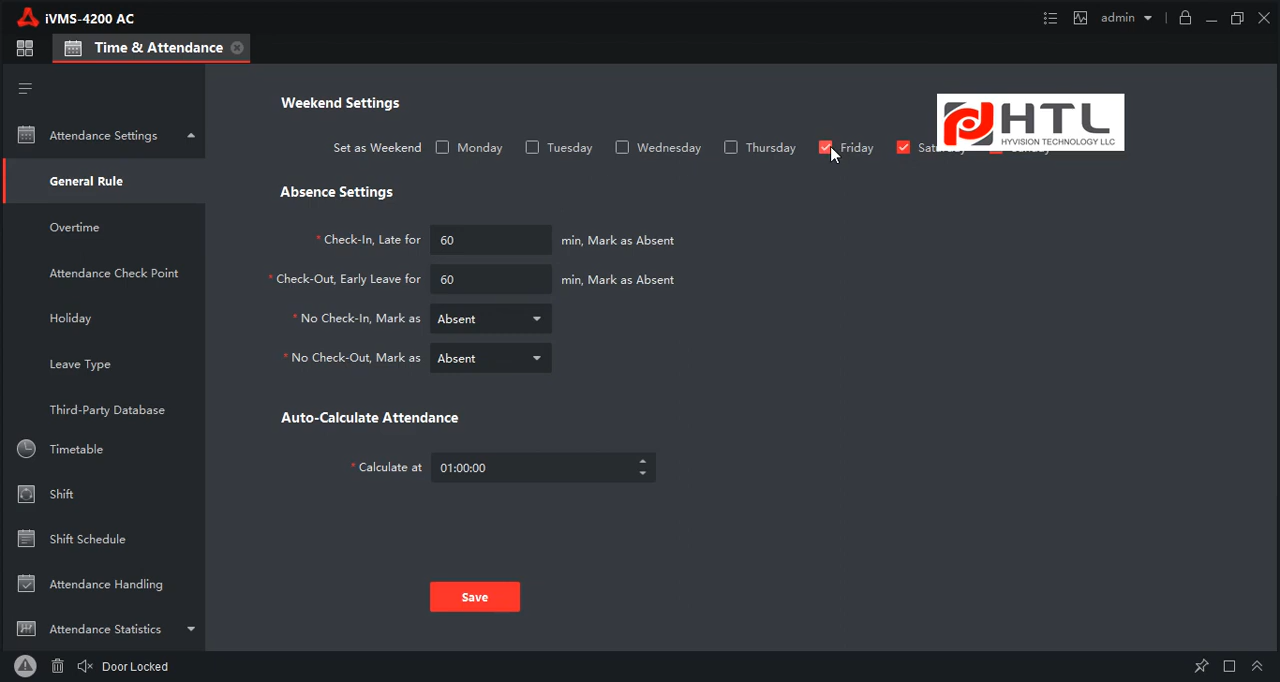 iVMS-4200 AC
admin
Time & Attendance
Attendance Settings
General Rule
Overtime
Attendance Check Point
Holiday
Leave Type
Third-Party Database
Timetable
Shift
Shift Schedule
Attendance Handling
Attendance Statistics
Weekend Settings
Set as Weekend Monday Tuesday Wednesday Thursday Friday
HTL
HYVISION TECHNOLOGY LLC
Absence Settings
* Check-In, Late for 60 min, Mark as Absent
* Check-Out, Early Leave for 60 min, Mark as Absent
* No Check-In, Mark as Absent
* No Check-Out, Mark as Absent
Auto-Calculate Attendance
* Calculate at 01:00:00
Save
Door Locked